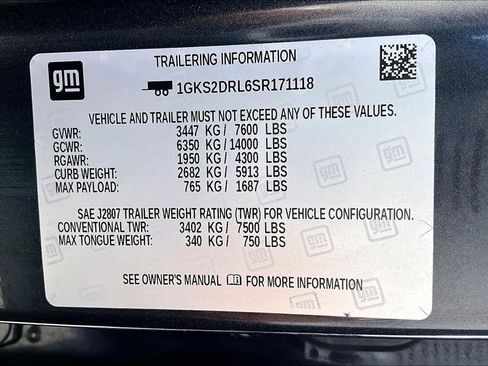 gm
TRAILERING INFORMATION
1GKS2DRL6SR171118
VEHICLE AND TRAILER MUST NOT EXCEED ANY OF THESE VALUES.
GVWR: 3447 KG / 7600 LBS
GCWR: 6350 KG / 14000 LBS
RGAWR: 1950 KG / 4300 LBS
CURB WEIGHT: 2682 KG / 5913 LBS
MAX PAYLOAD: 765 KG / 1687 LBS
SAE J2807 TRAILER WEIGHT RATING (TWR) FOR VEHICLE CONFIGURATION.
CONVENTIONAL TWR: 3402 KG / 7500 LBS
MAX TONGUE WEIGHT: 340 KG / 750 LBS
SEE OWNER'S MANUAL FOR MORE INFORMATION